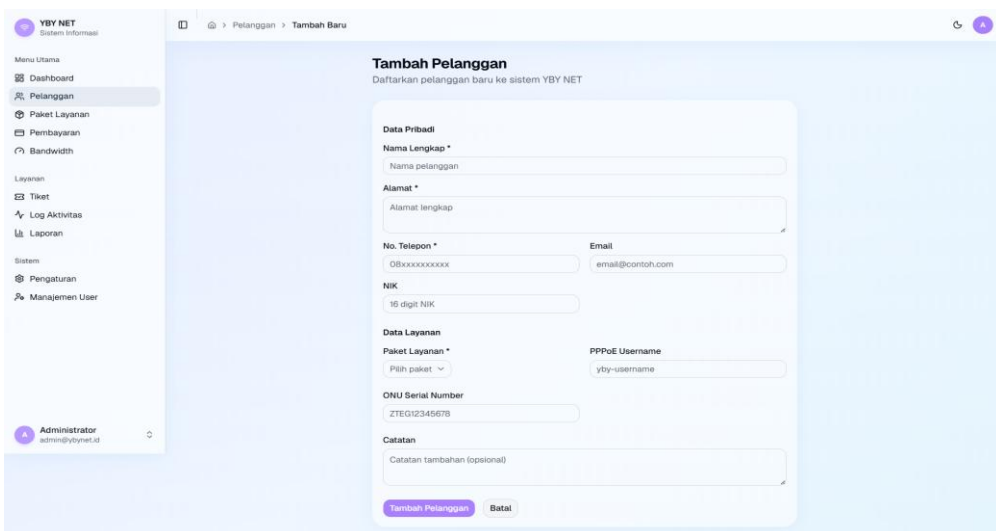 YBY NET
Sistem Informasi
Menu Utama
Dashboard
Pelanggan
Paket Layanan
Pembayaran
Bandwidth
Layanan
Tiket
Log Aktivitas
Laporan
Sistem
Pengaturan
Manajemen User
A
Administrator
admin@ybynet.id
Pelanggan > Tambah Baru
A
Tambah Pelanggan
Daftarkan pelanggan baru ke sistem YBY NET
Data Pribadi
Nama Lengkap *
Nama pelanggan
Alamat *
Alamat lengkap
No. Telepon * Email
08xxxxxxxxxx email@contoh.com
NIK
16 digit NIK
Data Layanan
Paket Layanan * PPPoE Username
Pilih paket yby-username
ONU Serial Number
ZTEG12345678
Catatan
Catatan tambahan (opsional)
Tambah Pelanggan Batal